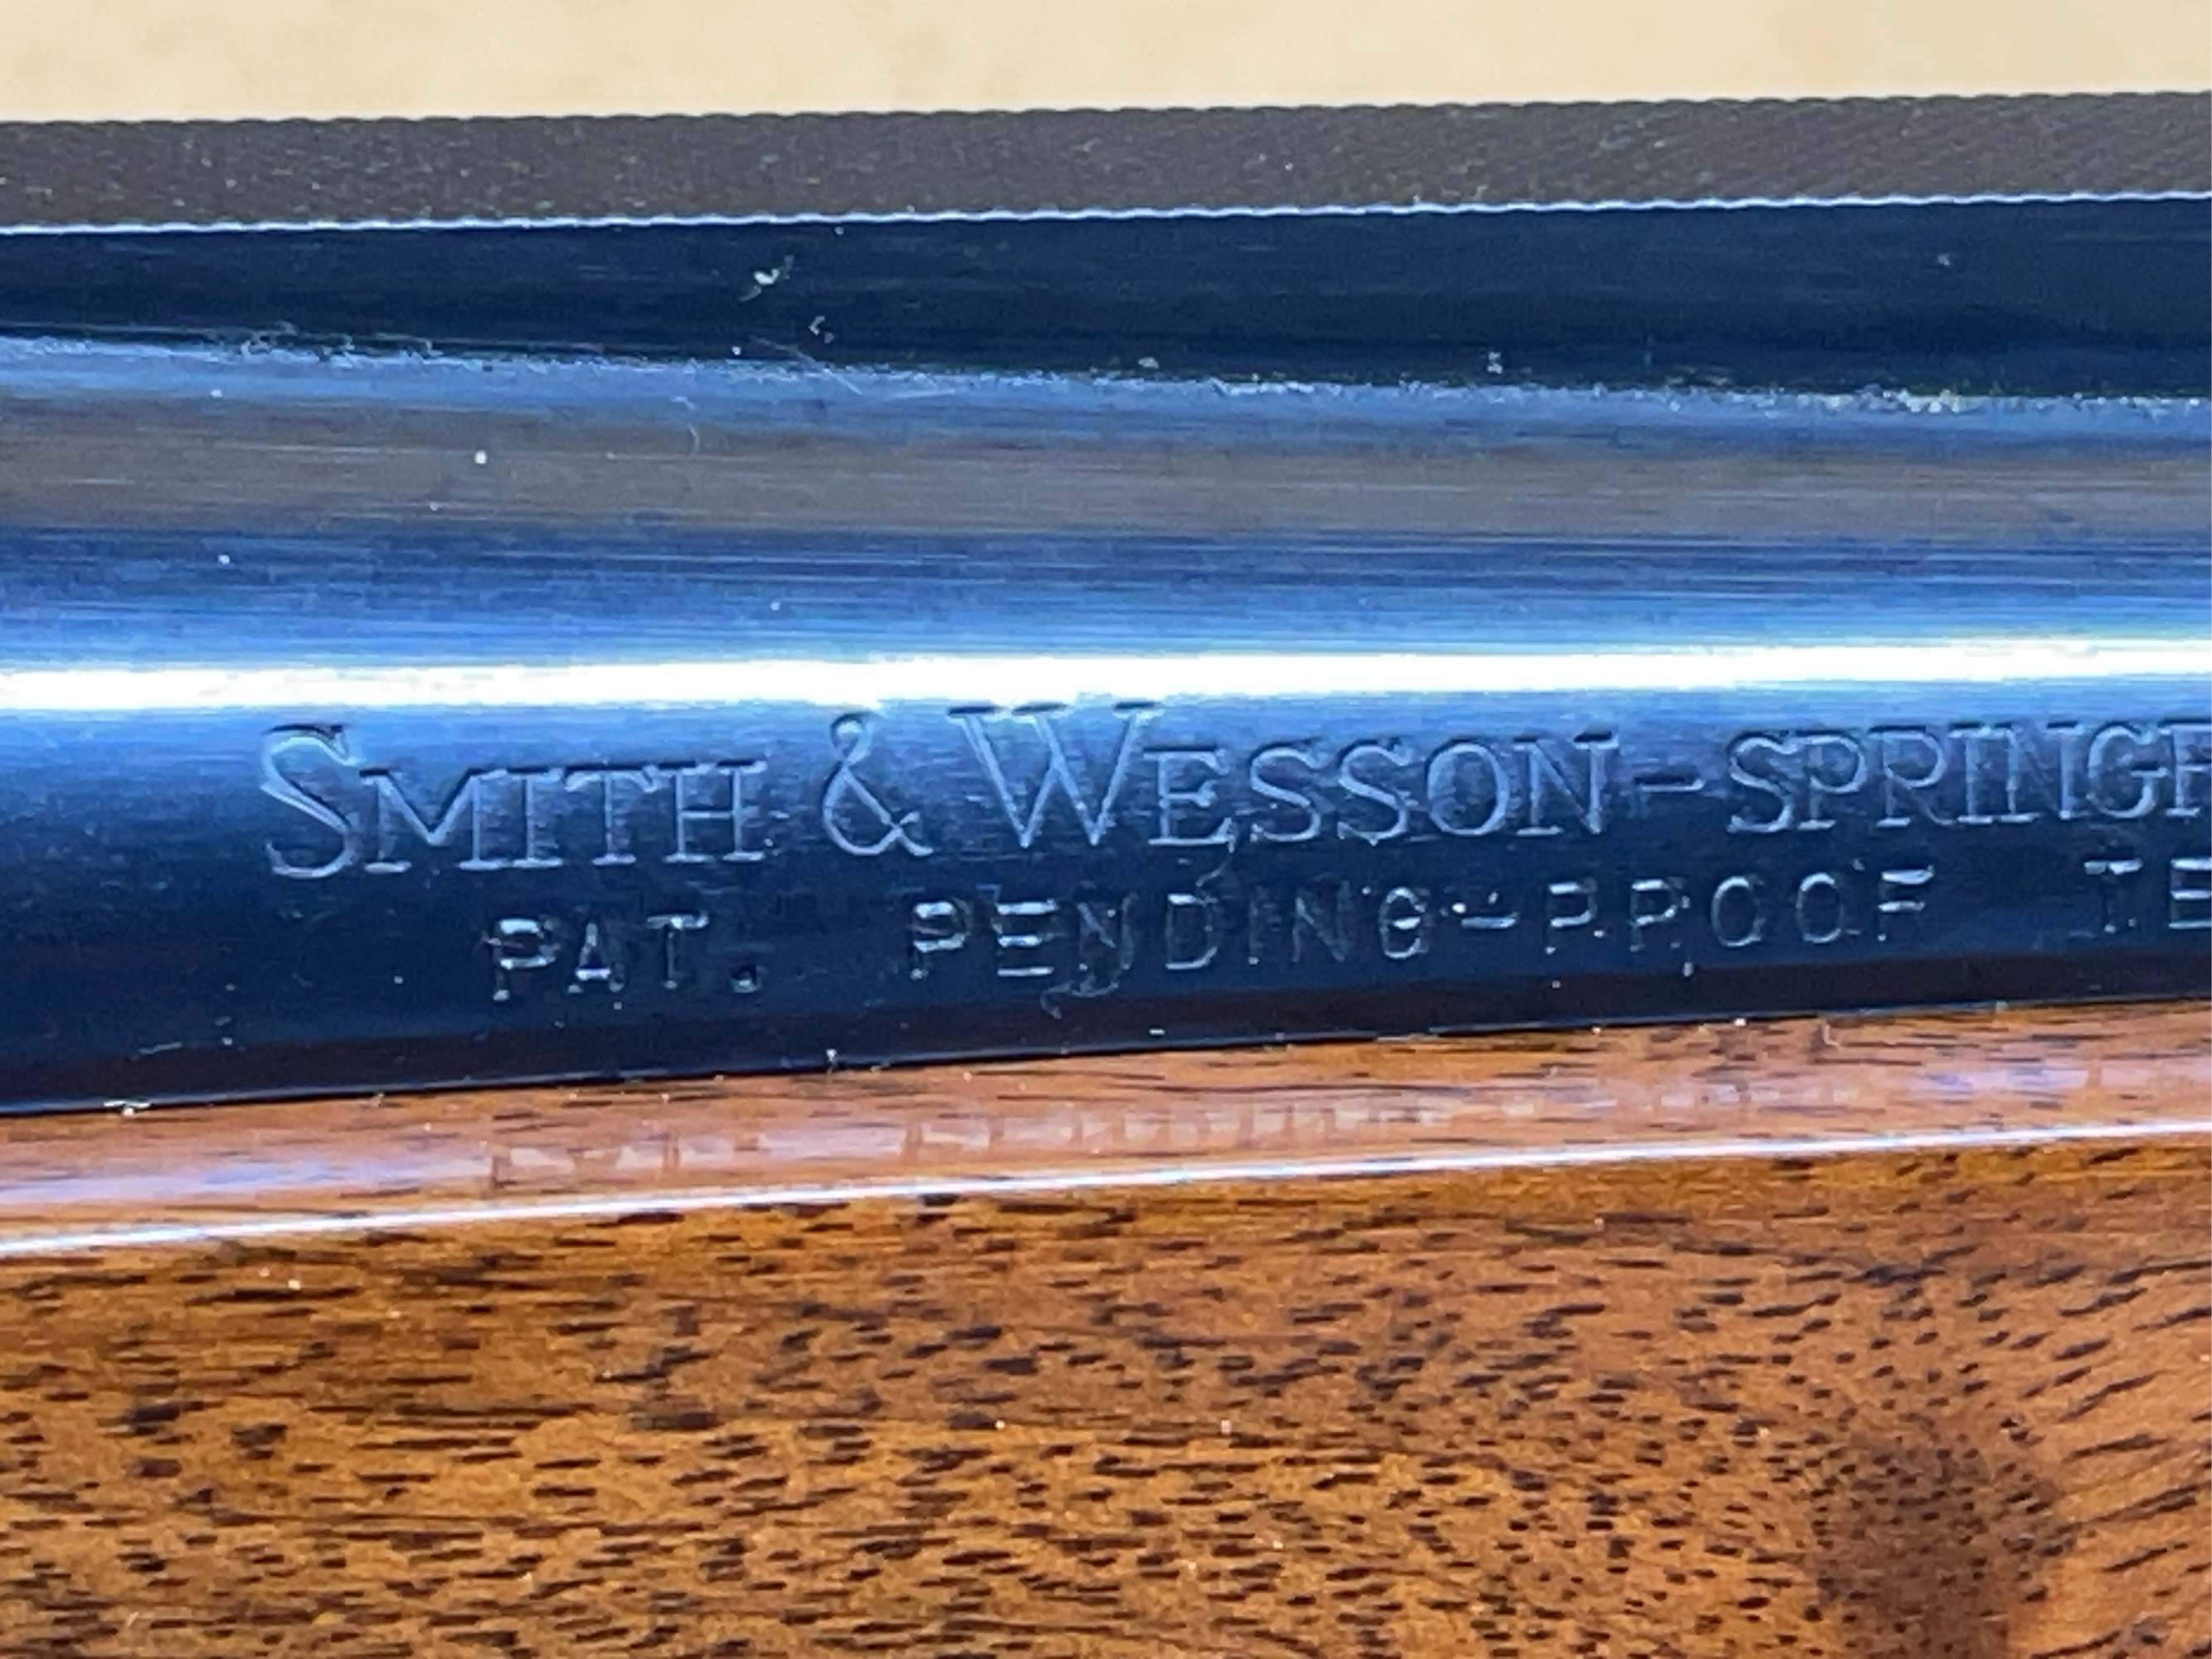 SMITH & WESSON-SPRINGF
PAT. PENDING-PROOF TE